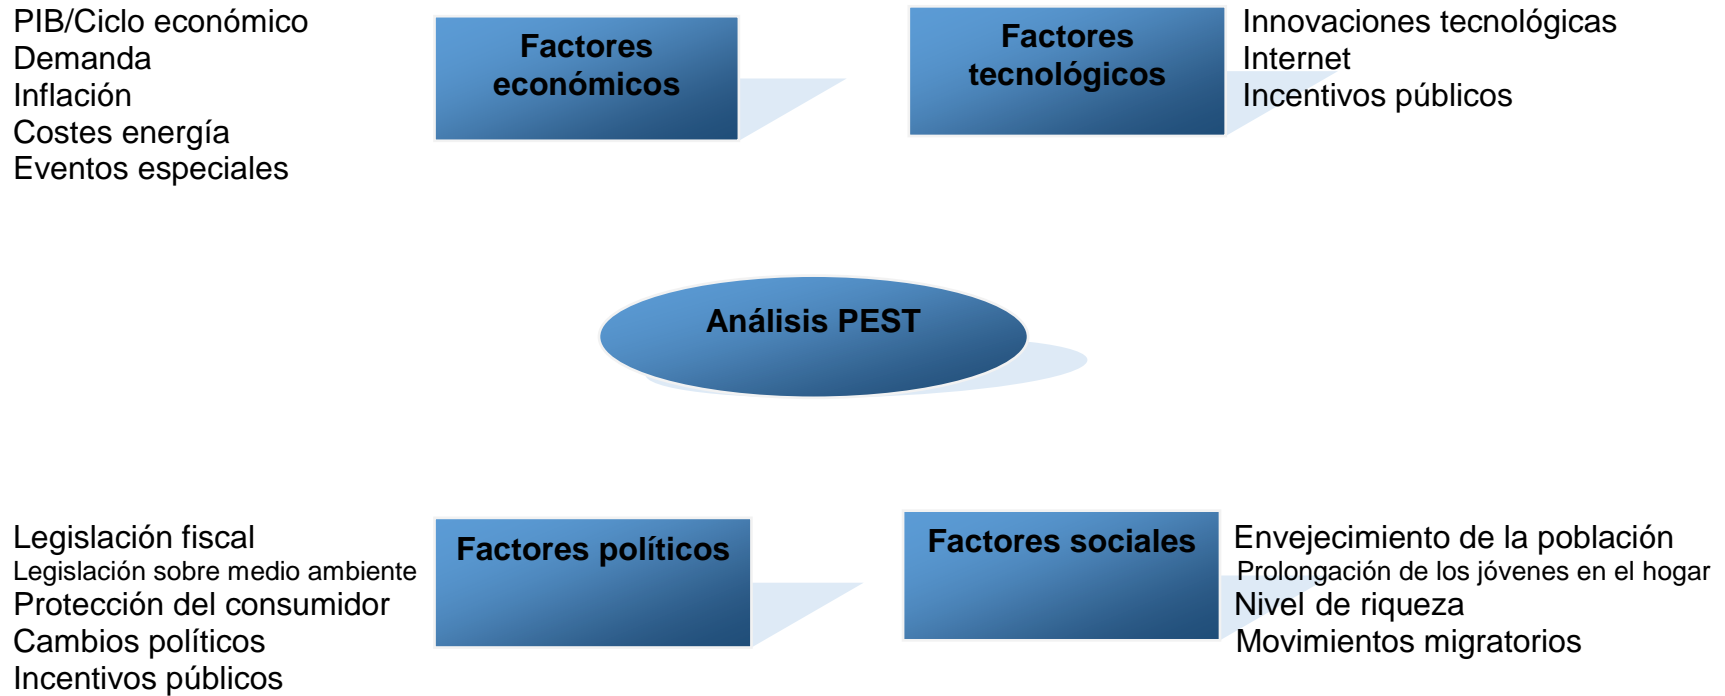 PIB/Ciclo económico
Demanda
Inflación
Costes energía
Eventos especiales
Factores
económicos
Factores
tecnológicos
Innovaciones tecnológicas
Internet
Incentivos públicos
Análisis PEST
Legislación fiscal
Legislación sobre medio ambiente
Protección del consumidor
Cambios políticos
Incentivos públicos
Factores políticos
Factores sociales
Envejecimiento de la población
Prolongación de los jóvenes en el hogar
Nivel de riqueza
Movimientos migratorios